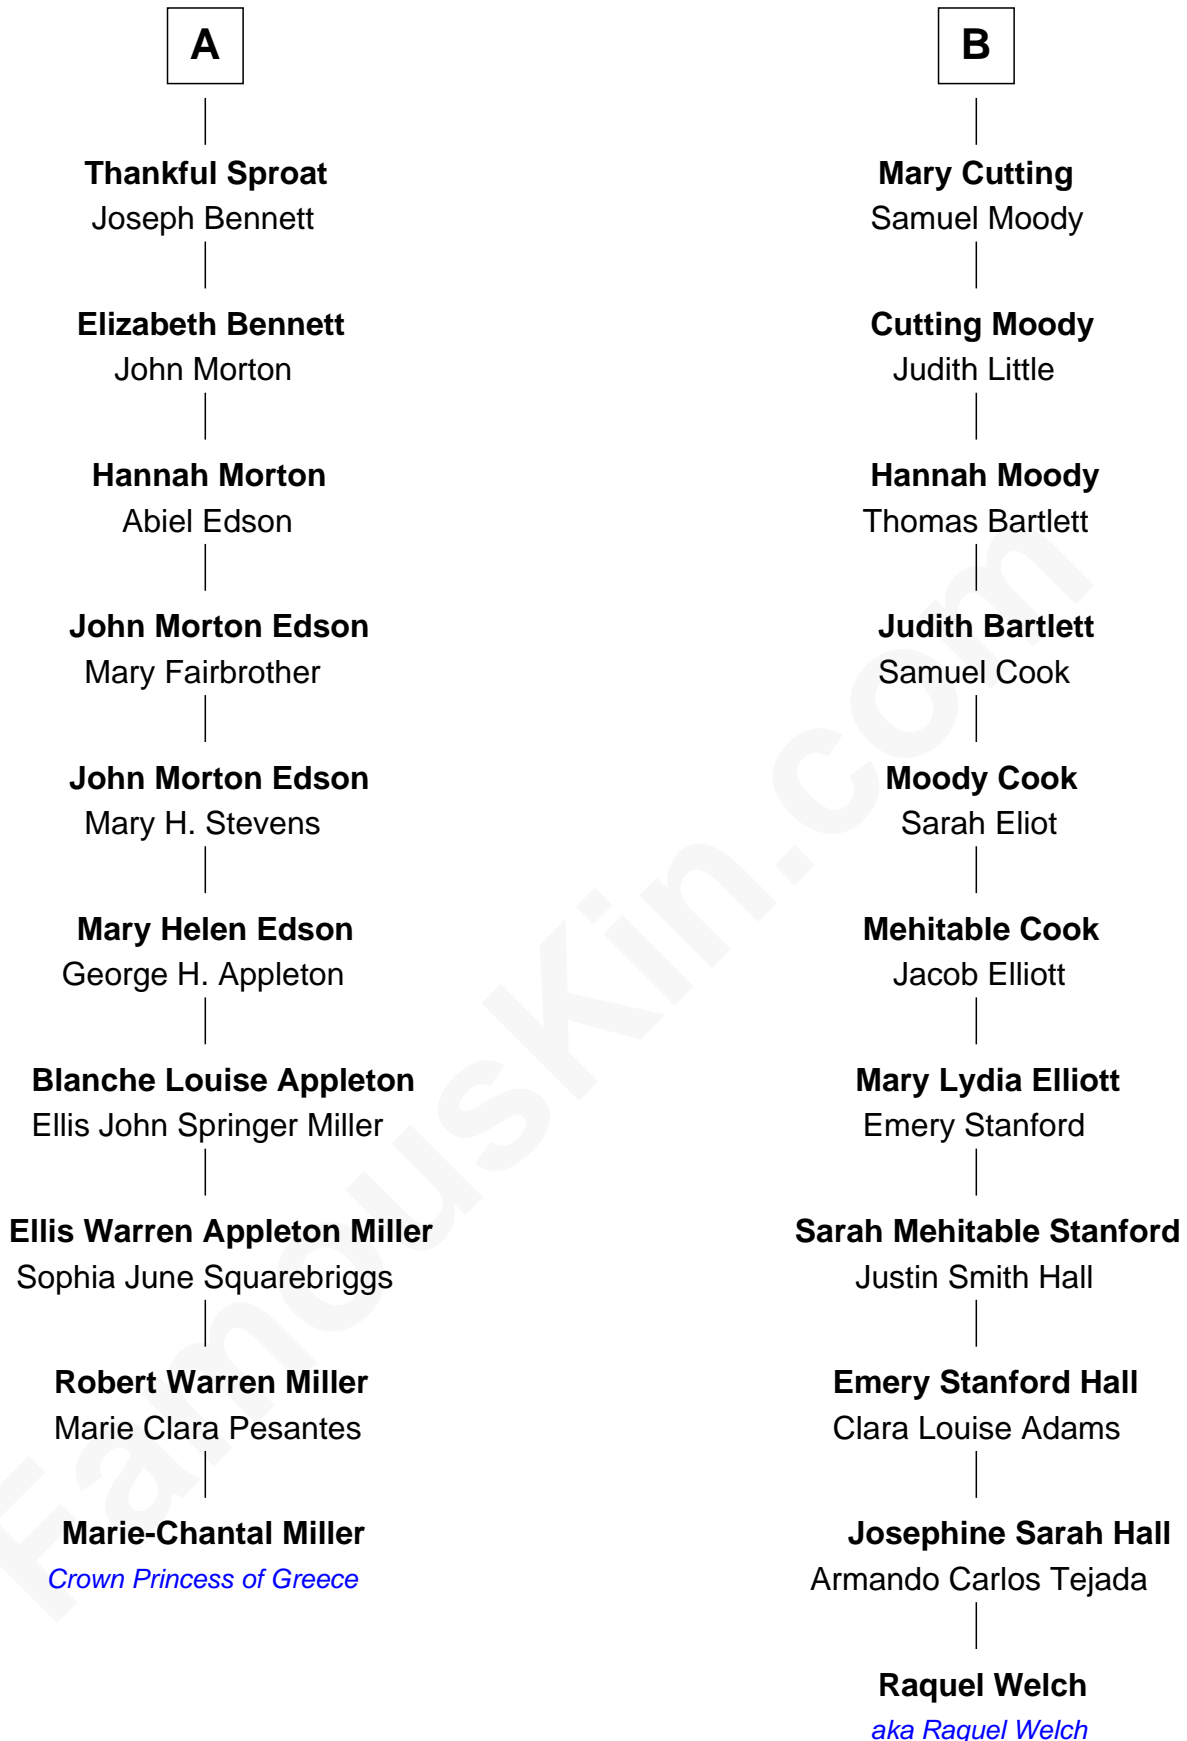 A
Thankful Sproat
Joseph Bennett
Elizabeth Bennett
John Morton
Hannah Morton
Abiel Edson
John Morton Edson
Mary Fairbrother
John Morton Edson
Mary H. Stevens
Mary Helen Edson
George H. Appleton
Blanche Louise Appleton
Ellis John Springer Miller
Ellis Warren Appleton Miller
Sophia June Squarebriggs
Robert Warren Miller
Marie Clara Pesantes
Marie-Chantal Miller
Crown Princess of Greece
B
Mary Cutting
Samuel Moody
Cutting Moody
Judith Little
Hannah Moody
Thomas Bartlett
Judith Bartlett
Samuel Cook
Moody Cook
Sarah Eliot
Mehitable Cook
Jacob Elliott
Mary Lydia Elliott
Emery Stanford
Sarah Mehitable Stanford
Justin Smith Hall
Emery Stanford Hall
Clara Louise Adams
Josephine Sarah Hall
Armando Carlos Tejada
Raquel Welch
aka Raquel Welch
FamousKin.com